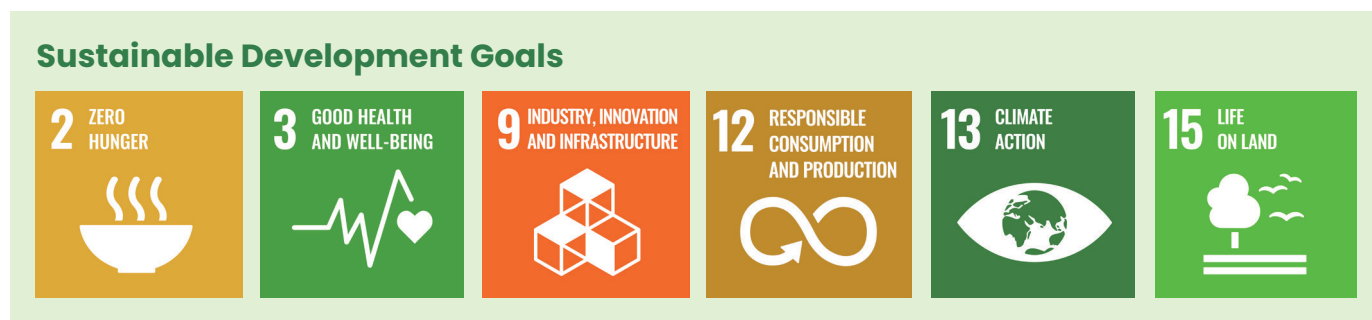 Sustainable Development Goals
2 ZERO
HUNGER
3 GOOD HEALTH
AND WELL-BEING
9 INDUSTRY, INNOVATION
AND INFRASTRUCTURE
12 RESPONSIBLE
CONSUMPTION
AND PRODUCTION
13 CLIMATE
ACTION
15 LIFE
ON LAND